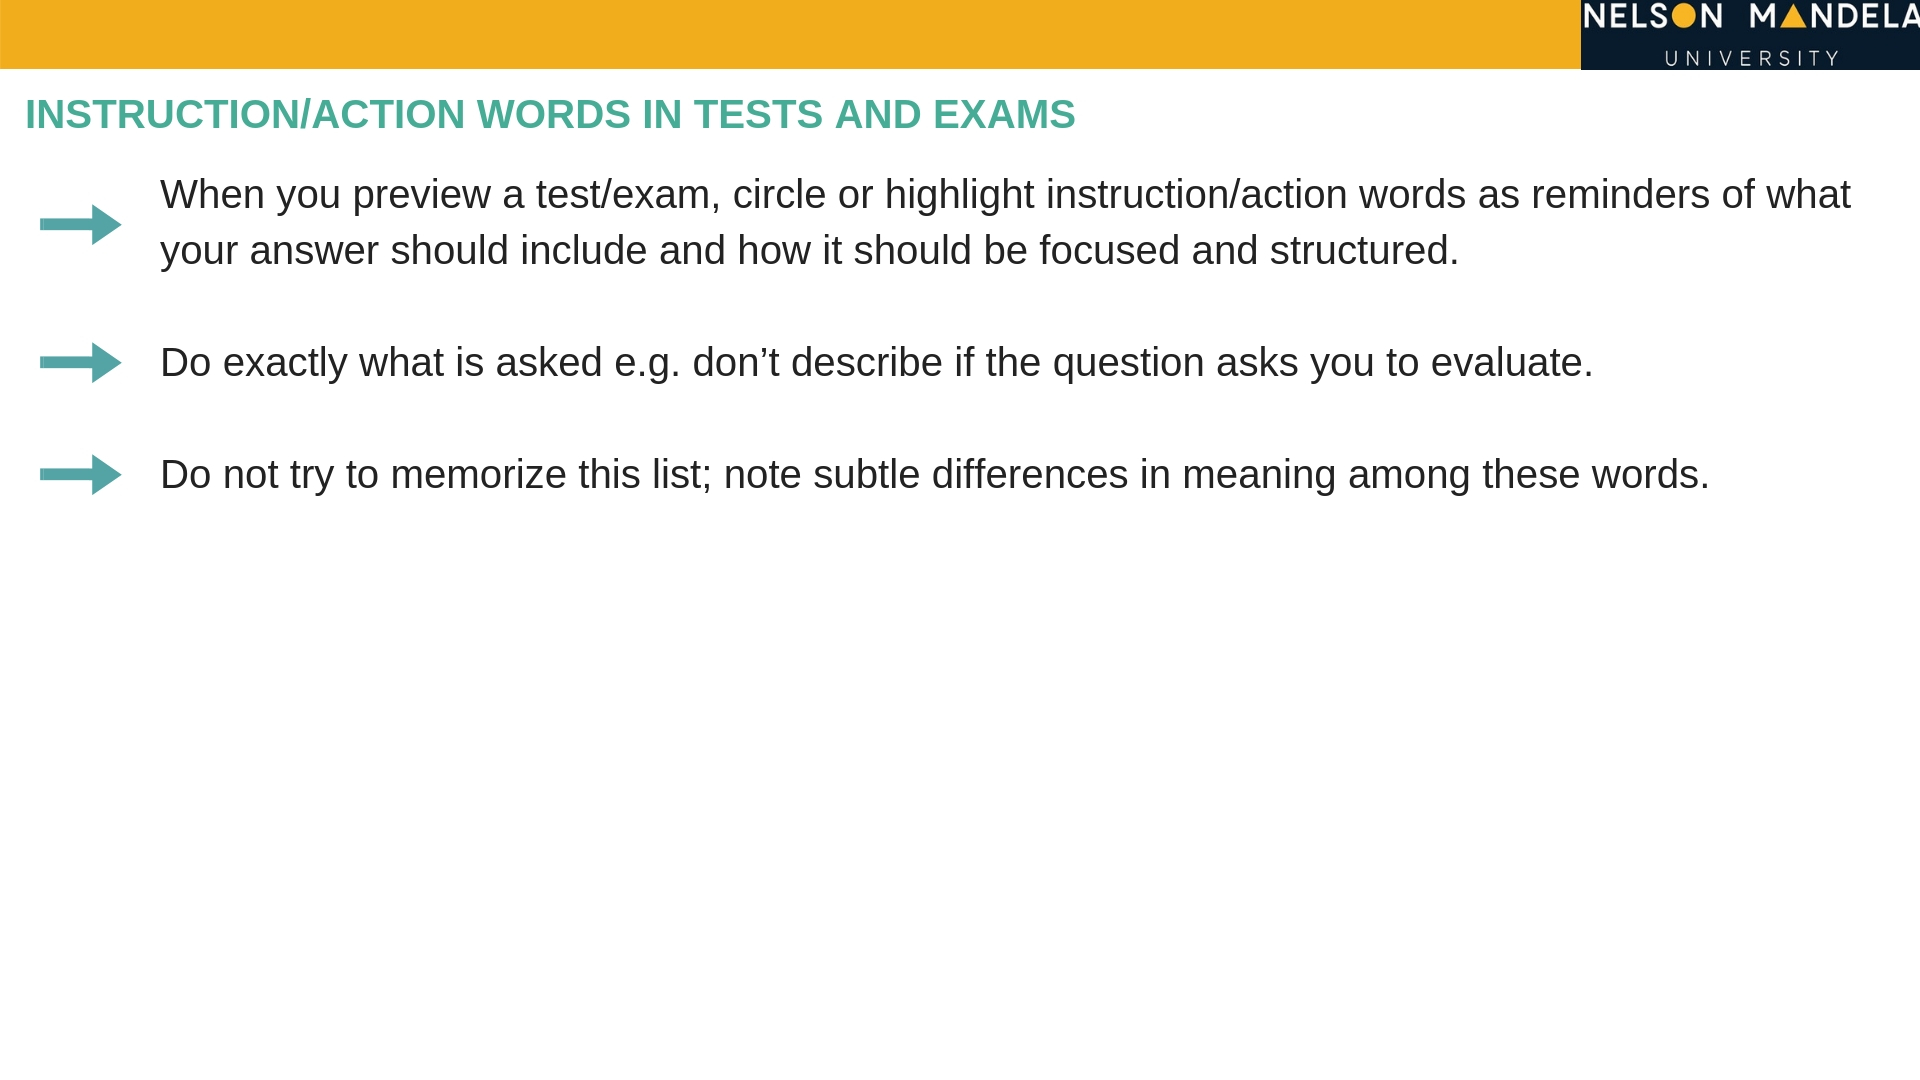 NELSON MANDELA
UNIVERSITY
INSTRUCTION/ACTION WORDS IN TESTS AND EXAMS
When you preview a test/exam, circle or highlight instruction/action words as reminders of what
your answer should include and how it should be focused and structured.
Do exactly what is asked e.g. don’t describe if the question asks you to evaluate.
Do not try to memorize this list; note subtle differences in meaning among these words.